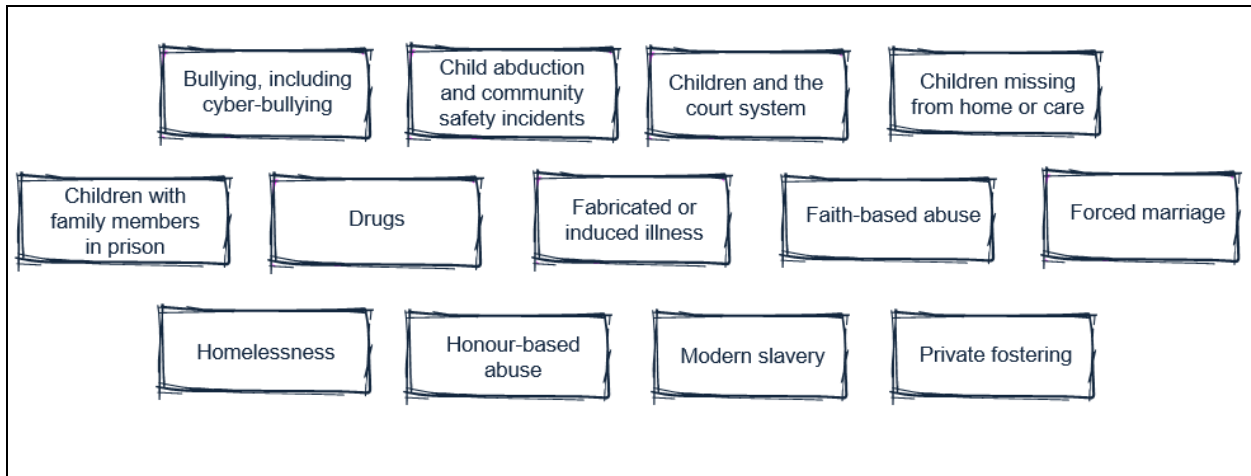 Bullying, including
cyber-bullying
Child abduction
and community
safety incidents
Children and the
court system
Children missing
from home or care
Children with
family members
in prison
Drugs
Fabricated or
induced illness
Faith-based abuse
Forced marriage
Homelessness
Honour-based
abuse
Modern slavery
Private fostering